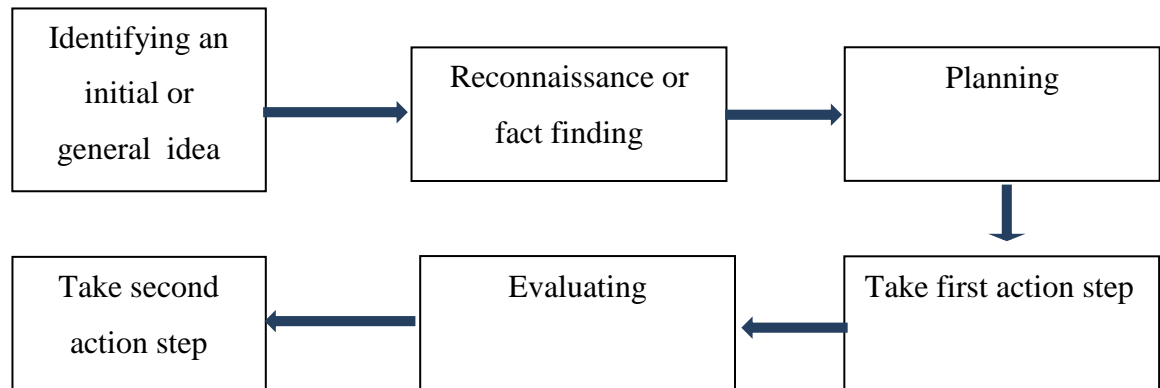 Identifying an
initial or
general idea
Reconnaissance or
fact finding
Planning
Take first action step
Evaluating
Take second
action step